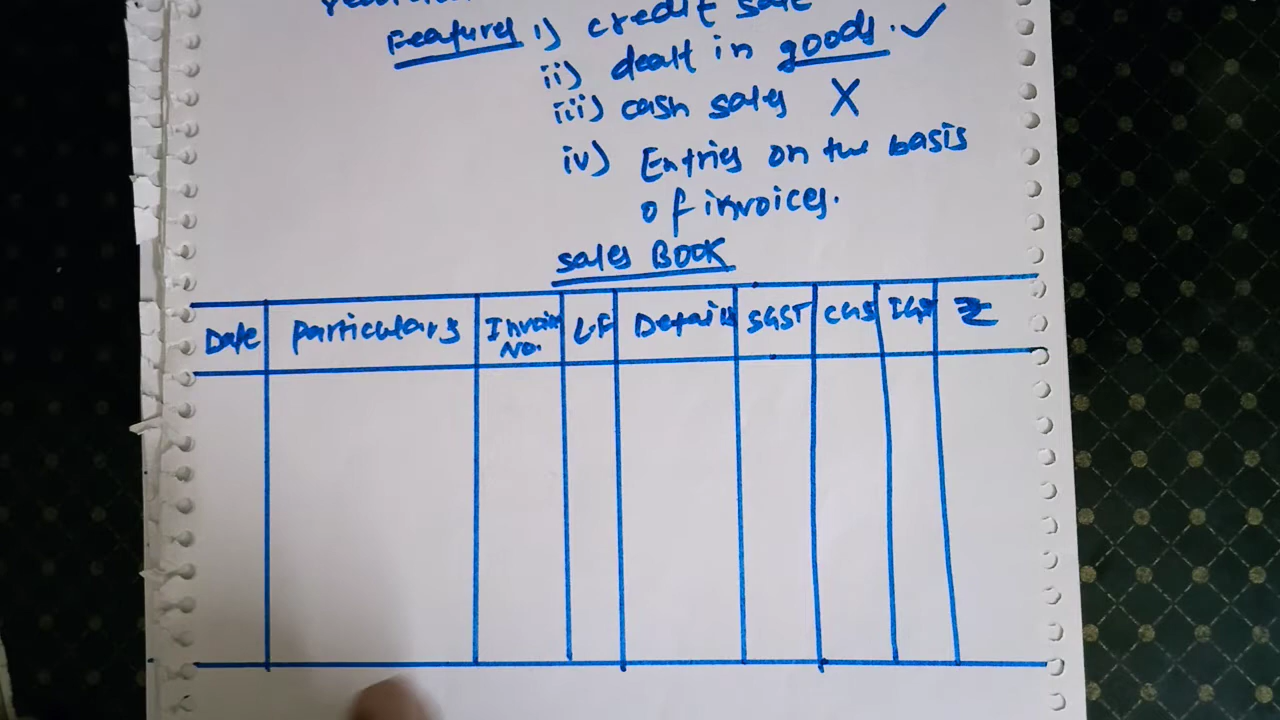 Features i) credit sale
ii) dealt in goods. ✓
iii) cash sales X
iv) Entries on the basis
of invoices.
Sales BOOK
Date | Particulars | Invoice No. | L.F | Details | SGST | CGST | IGST | ₹